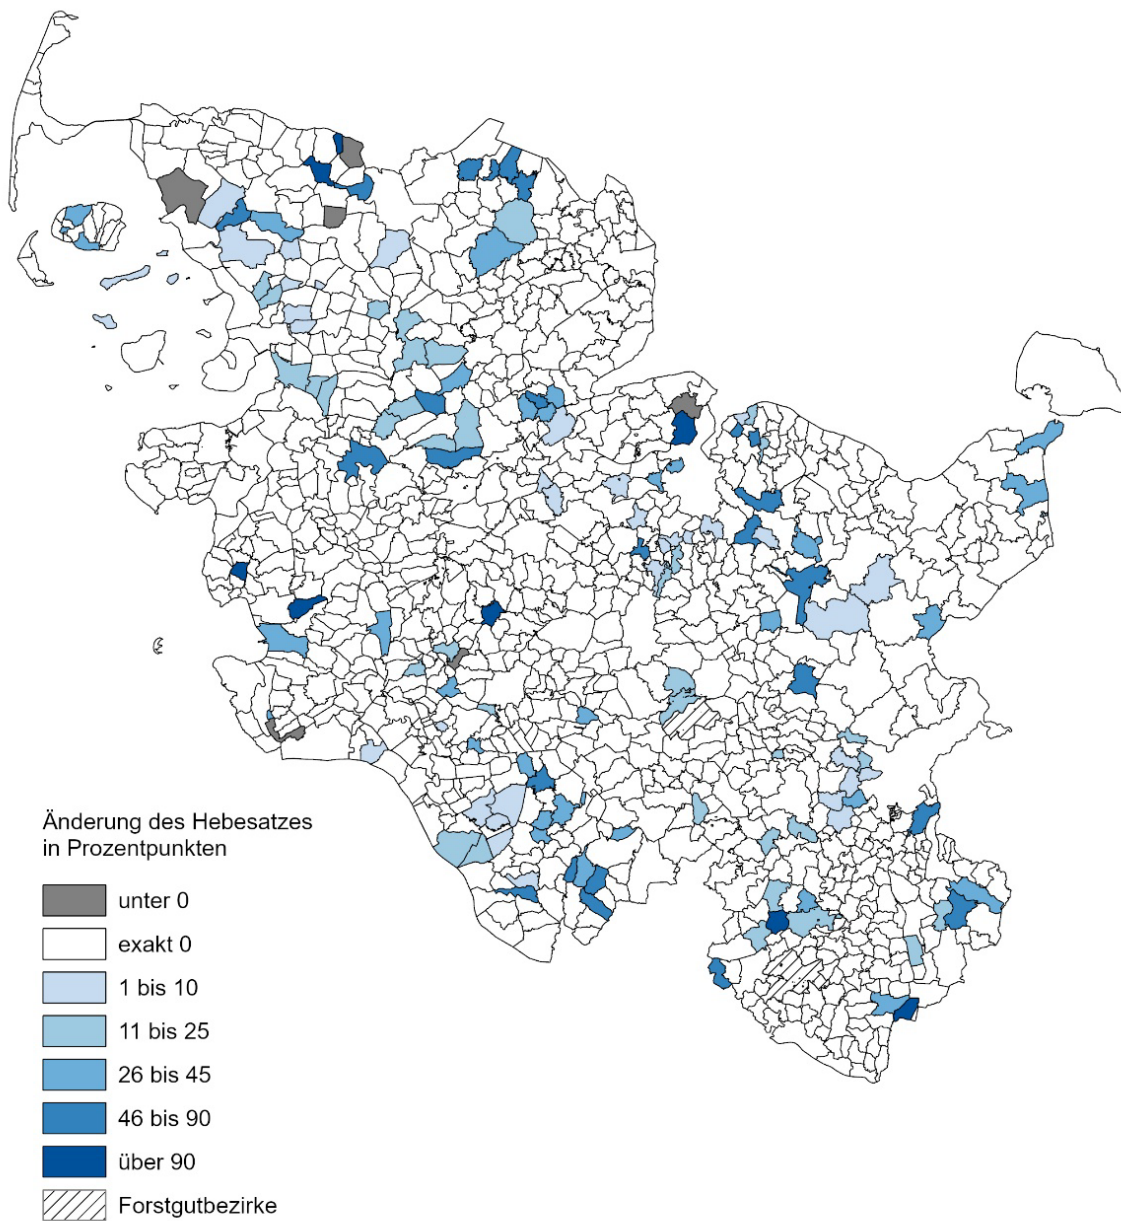 Änderung des Hebesatzes
in Prozentpunkten
unter 0
exakt 0
1 bis 10
11 bis 25
26 bis 45
46 bis 90
über 90
Forstgutbezirke